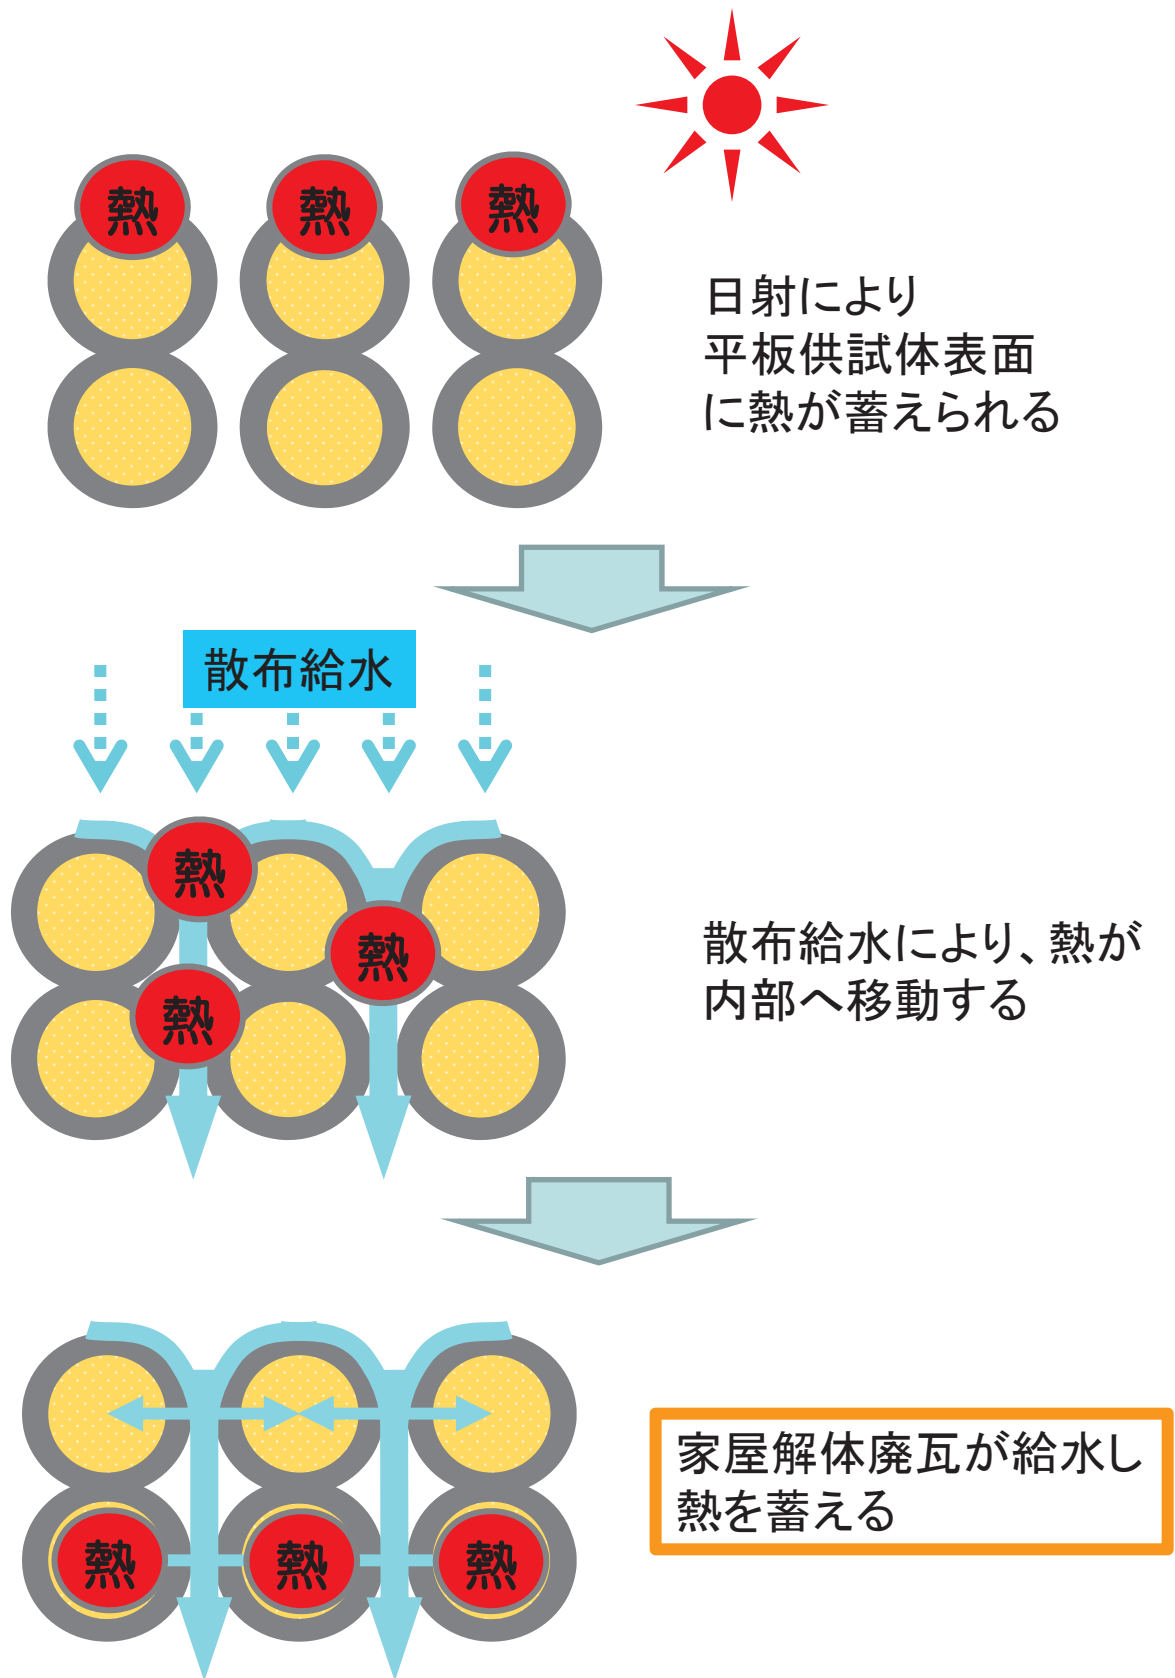 熱
熱
熱
日射により
平板供試体表面
に熱が蓄えられる
散布給水
熱
熱
熱
散布給水により、熱が
内部へ移動する
家屋解体廃瓦が給水し
熱を蓄える
熱
熱
熱